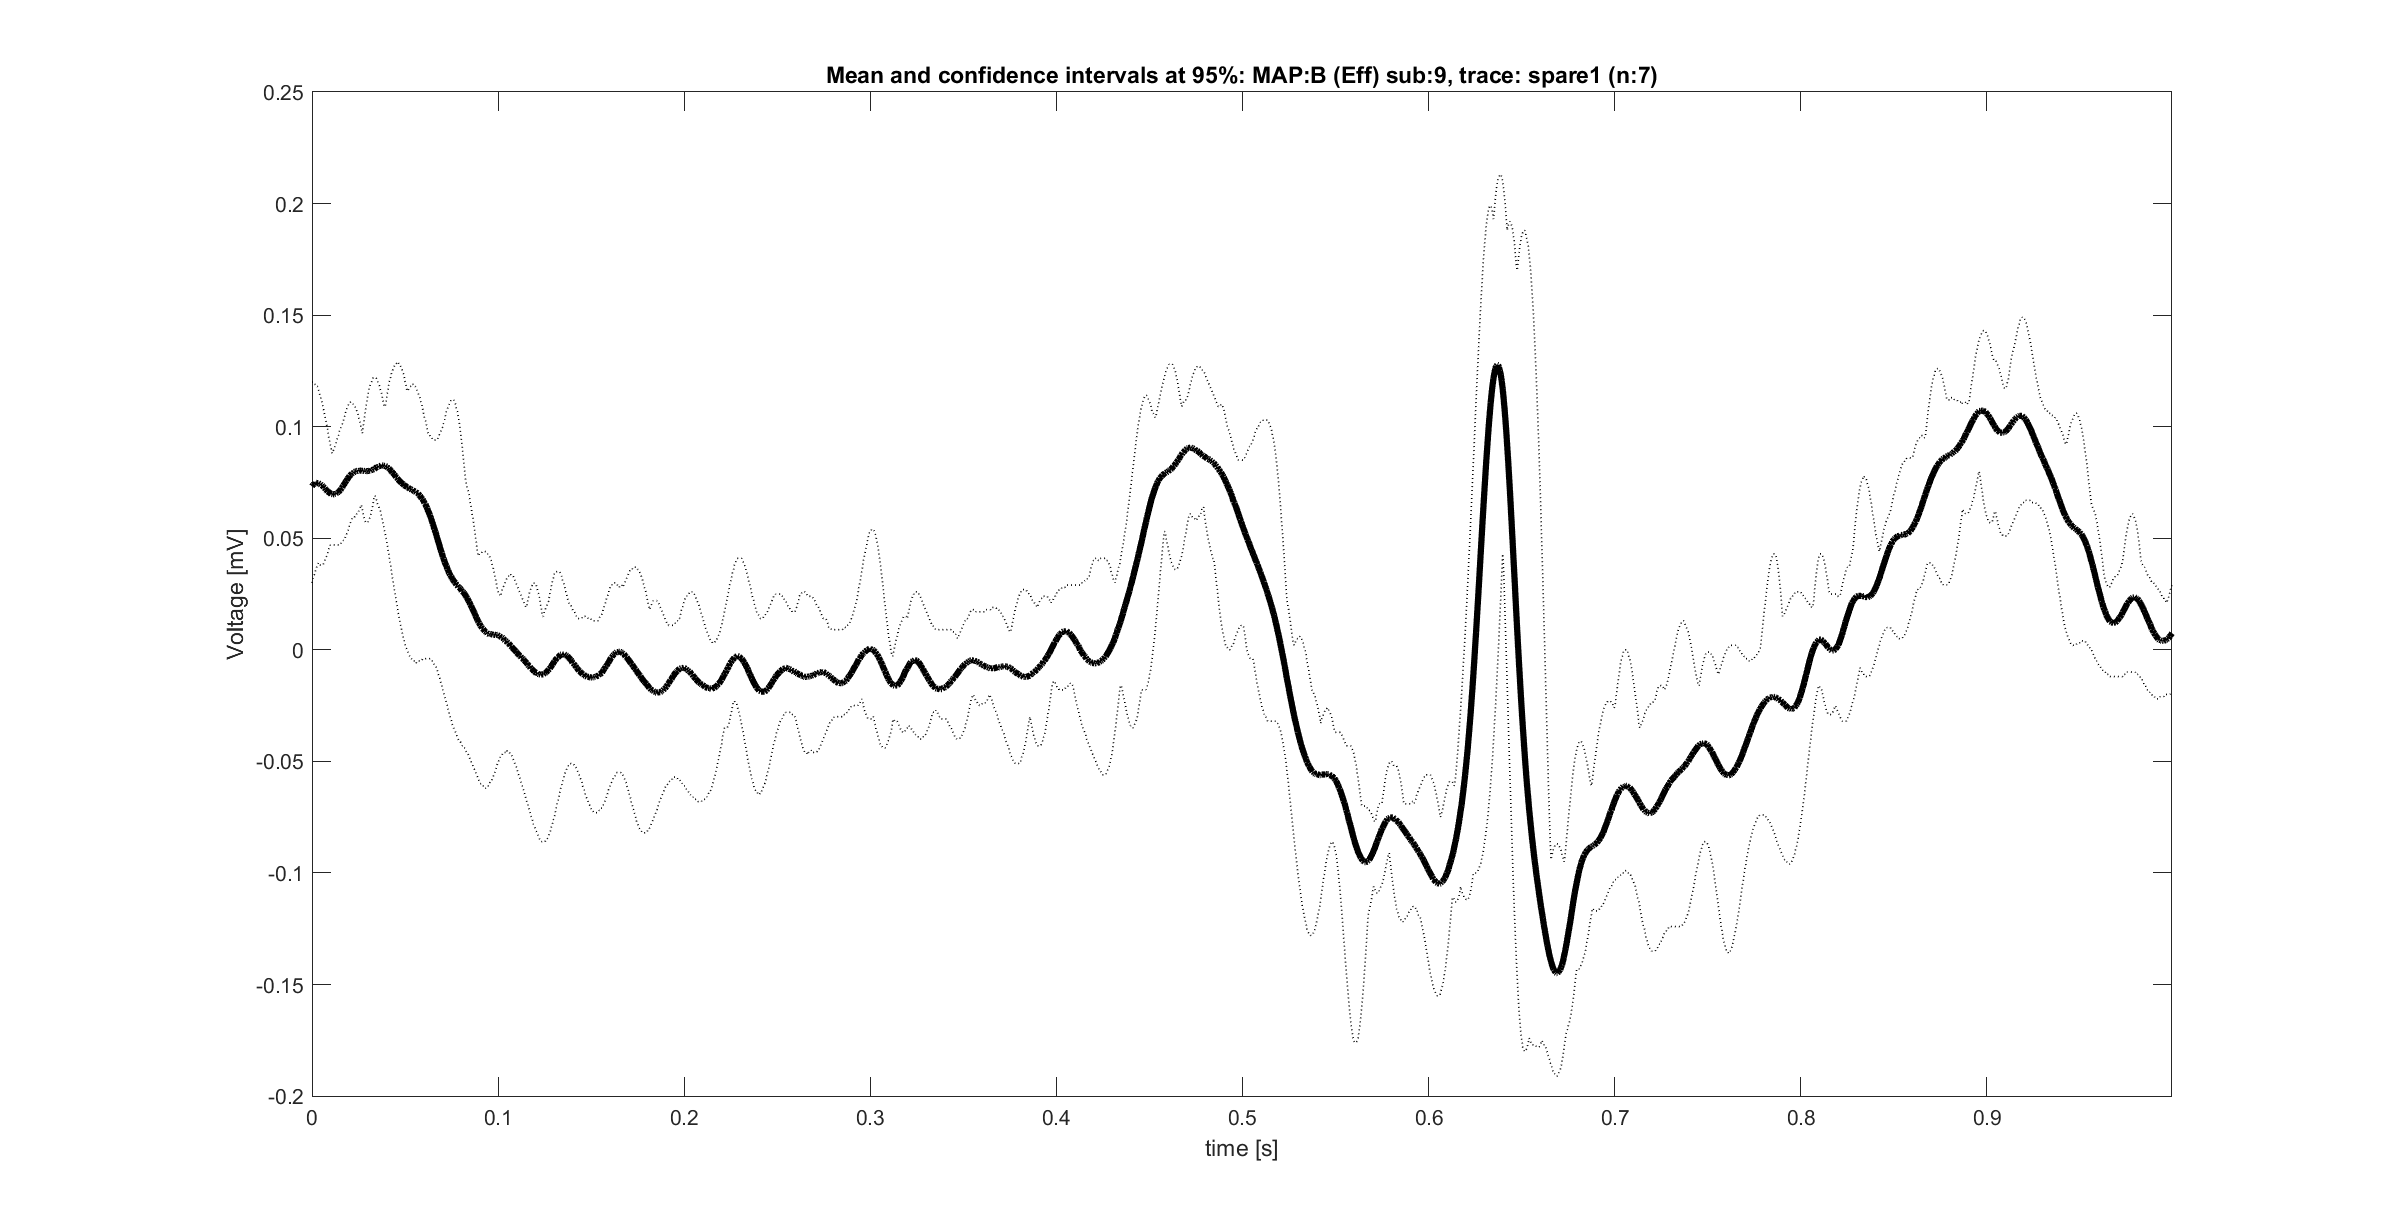 Mean and confidence intervals at 95%: MAP:B (Eff) sub:9, trace: spare1 (n:7)
0.25
0.2
0.15
0.1
0.05
0
-0.05
-0.1
-0.15
-0.2
Voltage [mV]
0 0.1 0.2 0.3 0.4 0.5 0.6 0.7 0.8 0.9
time [s]